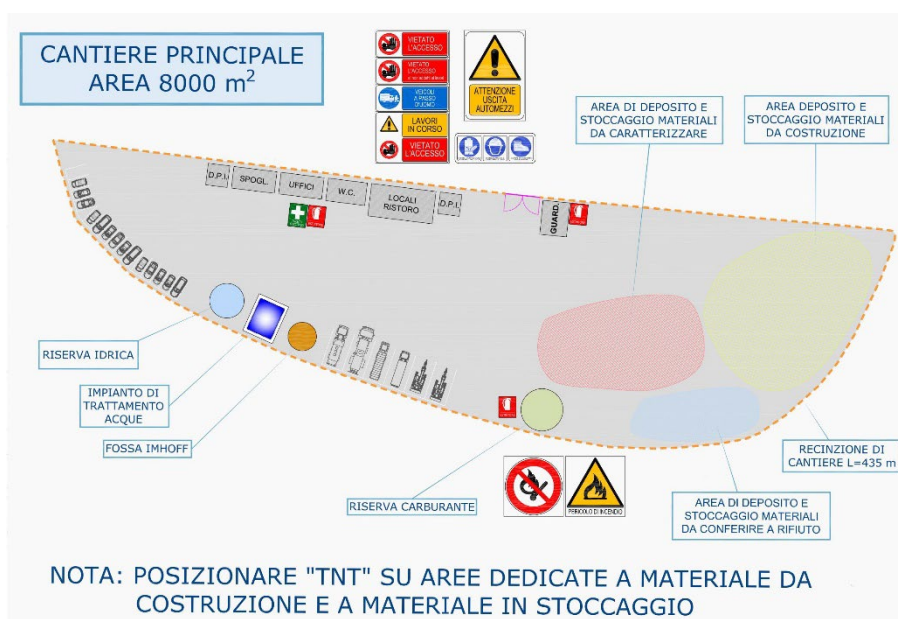 CANTIERE PRINCIPALE
AREA 8000 m²
VIETATO
L'ACCESSO
VIETATO
L'ACCESSO
VEICOLI
A PASSO
D'UOMO
LAVORI
IN CORSO
VIETATO
L'ACCESSO
ATTENZIONE
USCITA
AUTOMEZZI
AREA DI DEPOSITO E
STOCCAGGIO MATERIALI
DA CARATTERIZZARE
AREA DEPOSITO E
STOCCAGGIO MATERIALI
DA COSTRUZIONE
D.P.I.
SPOGL.
UFFICI
W.C.
LOCALI
RISTORO
D.P.I.
GUARD.
RISERVA IDRICA
IMPIANTO DI
TRATTAMENTO
ACQUE
FOSSA IMHOFF
RISERVA CARBURANTE
PERICOLO DI INCENDIO
RECINZIONE DI
CANTIERE L=435 m
AREA DI DEPOSITO E
STOCCAGGIO MATERIALI
DA CONFERIRE A RIFIUTO
NOTA: POSIZIONARE "TNT" SU AREE DEDICATE A MATERIALE DA
COSTRUZIONE E A MATERIALE IN STOCCAGGIO